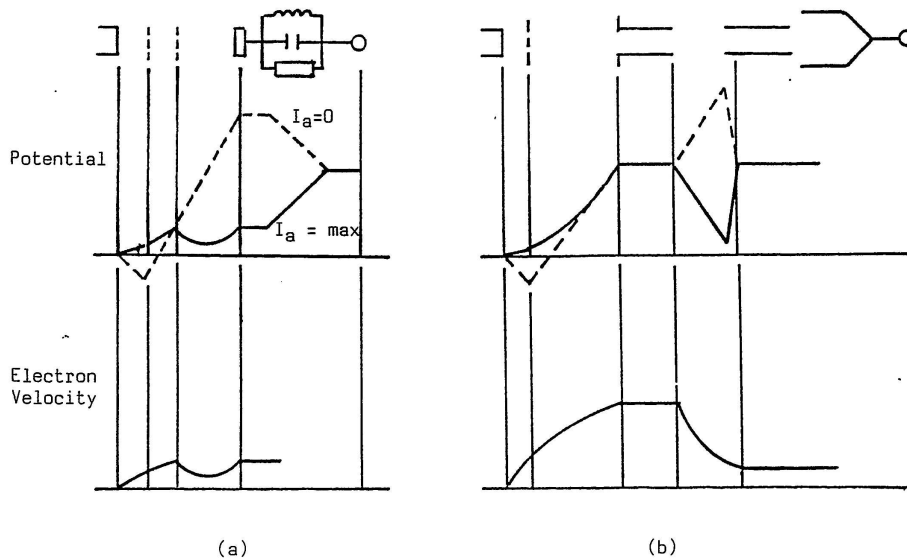 I_a=0
Potential
I_a = max
Electron
Velocity
(a)
(b)